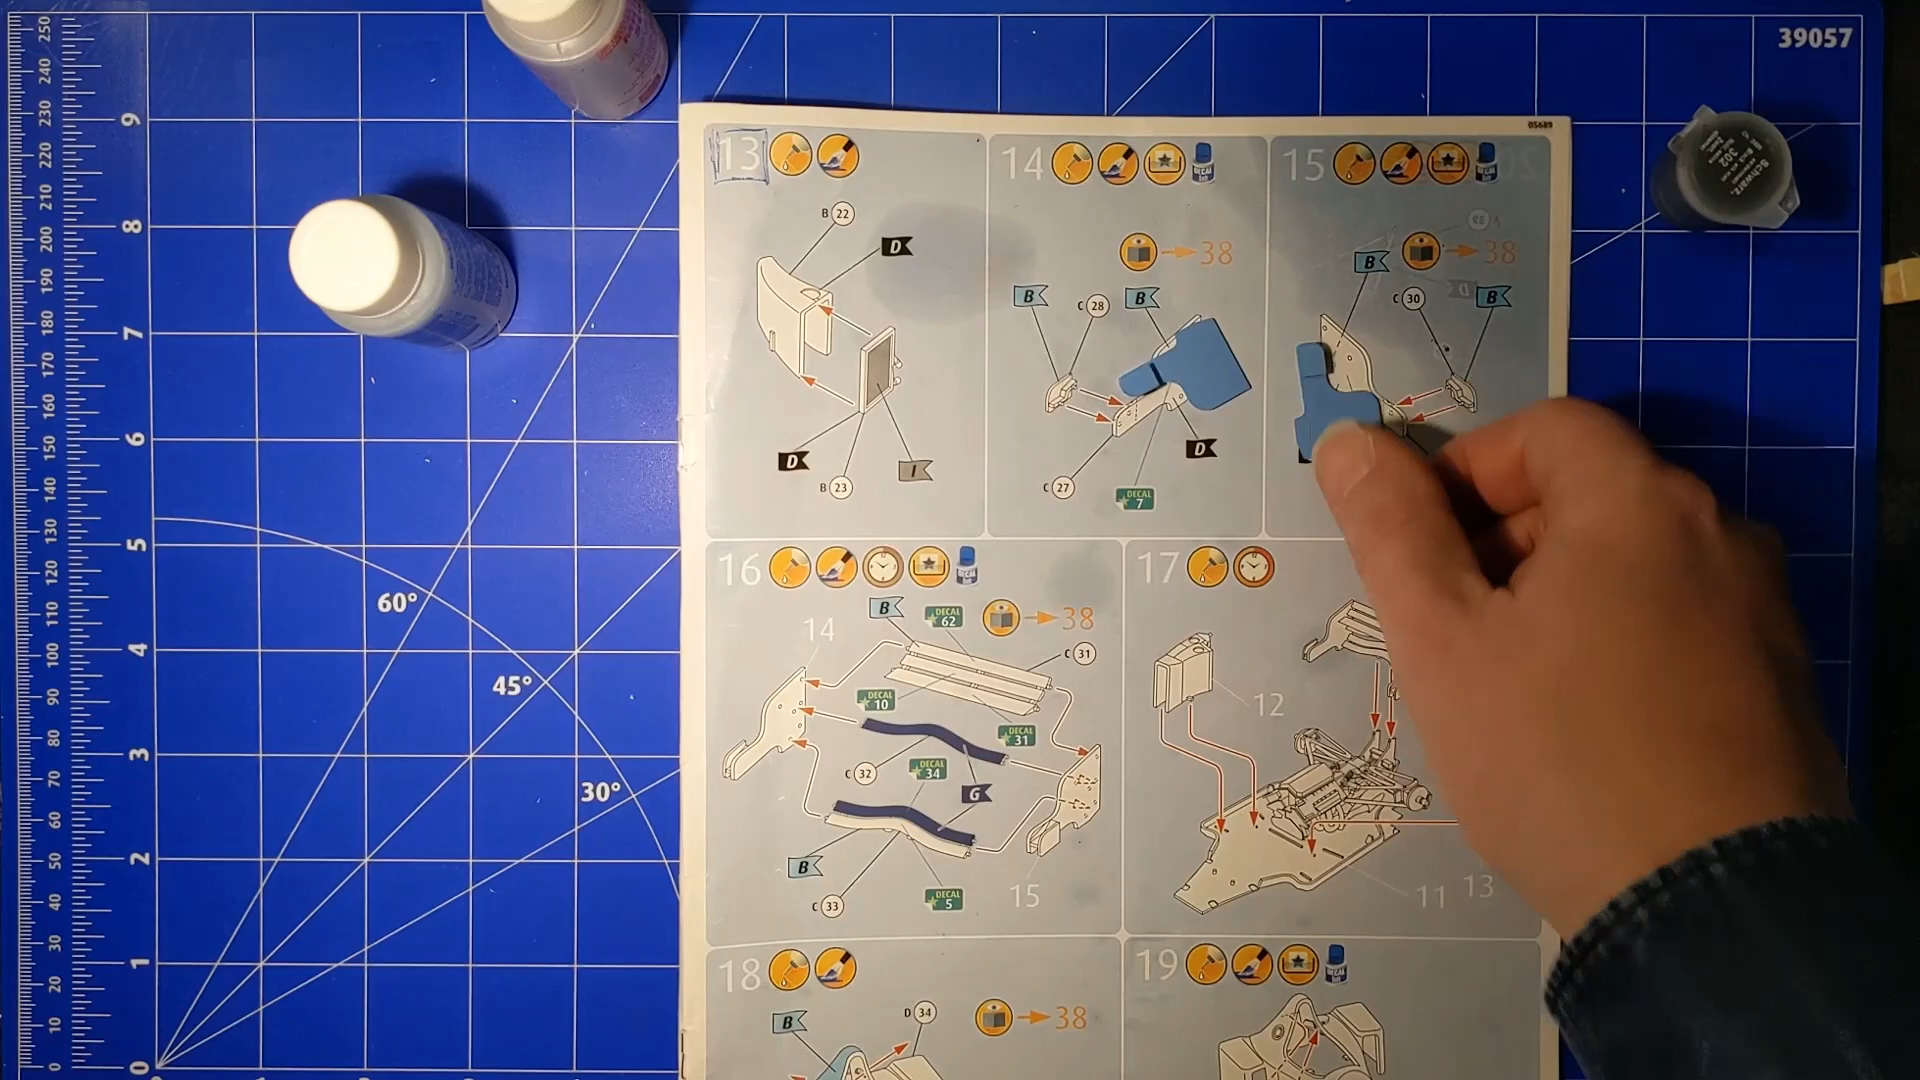 39057
05689
13
14
15
B 22
D
38
38
B
B
C 28
B
C 30
B
D
I
D
B 23
C 27
DECAL 7
16
17
B
DECAL 62
38
14
C 31
DECAL 10
DECAL 31
C 32
DECAL 34
G
B
C 33
DECAL 5
15
12
11
13
18
19
B
D 34
38
250
240
230
220
210
200
190
180
170
160
150
140
130
120
110
100
90
80
70
60
50
40
30
20
10
0
9
8
7
6
5
4
3
2
1
0
60°
45°
30°
Schwarz
302